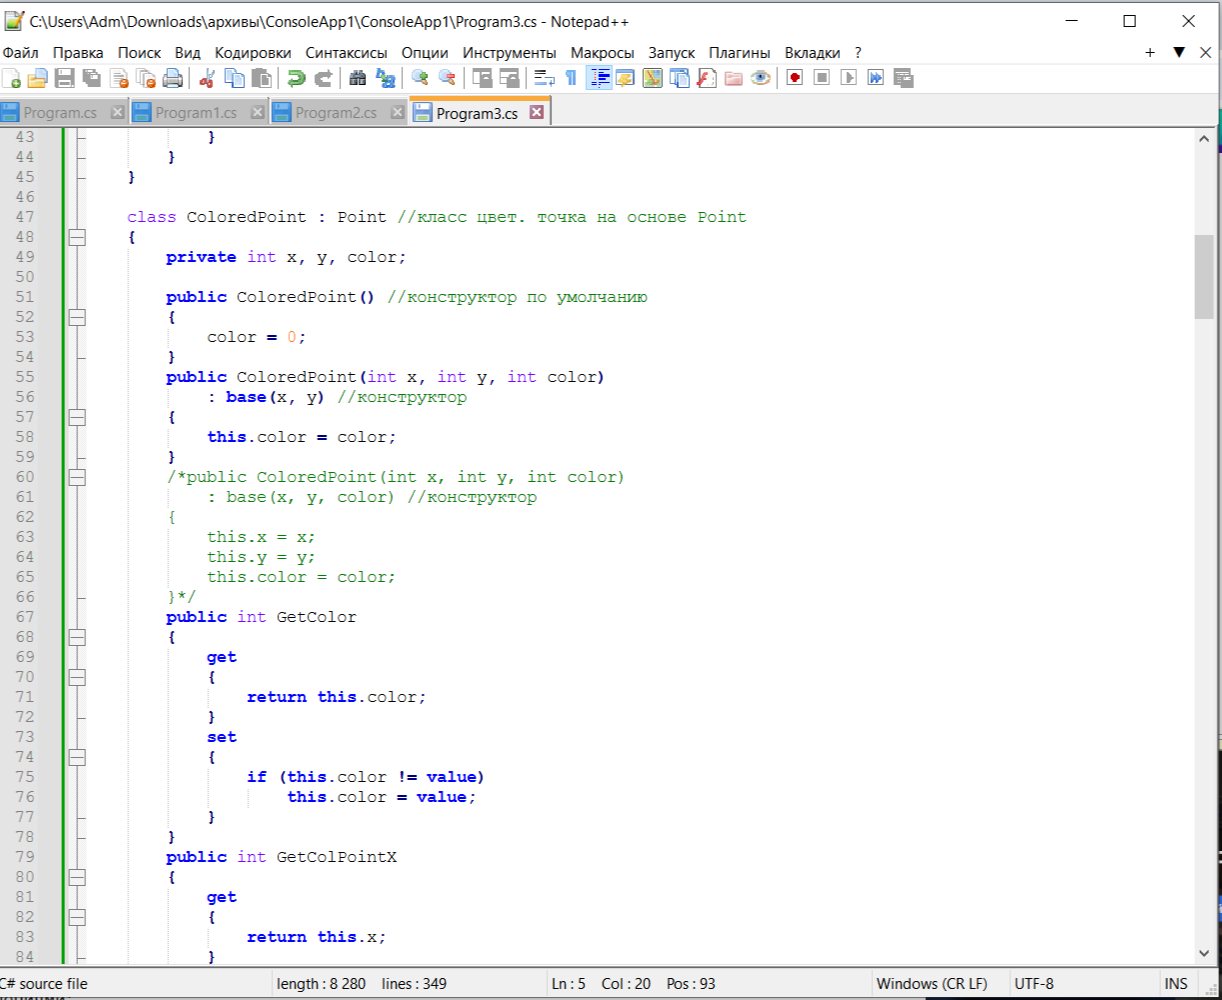 C:\Users\Adm\Downloads\архивы\ConsoleApp1\ConsoleApp1\Program3.cs - Notepad++
Файл Правка Поиск Вид Кодировки Синтаксисы Опции Инструменты Макросы Запуск Плагины Вкладки ?
Program.cs Program1.cs Program2.cs Program3.cs
43 }
44 }
45 }
46
47 class ColoredPoint : Point //класс цвет. точка на основе Point
48 {
49 private int x, y, color;
50
51 public ColoredPoint() //конструктор по умолчанию
52 {
53 color = 0;
54 }
55 public ColoredPoint(int x, int y, int color)
56 : base(x, y) //конструктор
57 {
58 this.color = color;
59 }
60 /*public ColoredPoint(int x, int y, int color)
61 : base(x, y, color) //конструктор
62 {
63 this.x = x;
64 this.y = y;
65 this.color = color;
66 }*/
67 public int GetColor
68 {
69 get
70 {
71 return this.color;
72 }
73 set
74 {
75 if (this.color != value)
76 this.color = value;
77 }
78 }
79 public int GetColPointX
80 {
81 get
82 {
83 return this.x;
84 }
C# source file length : 8 280 lines : 349 Ln : 5 Col : 20 Pos : 93 Windows (CR LF) UTF-8 INS